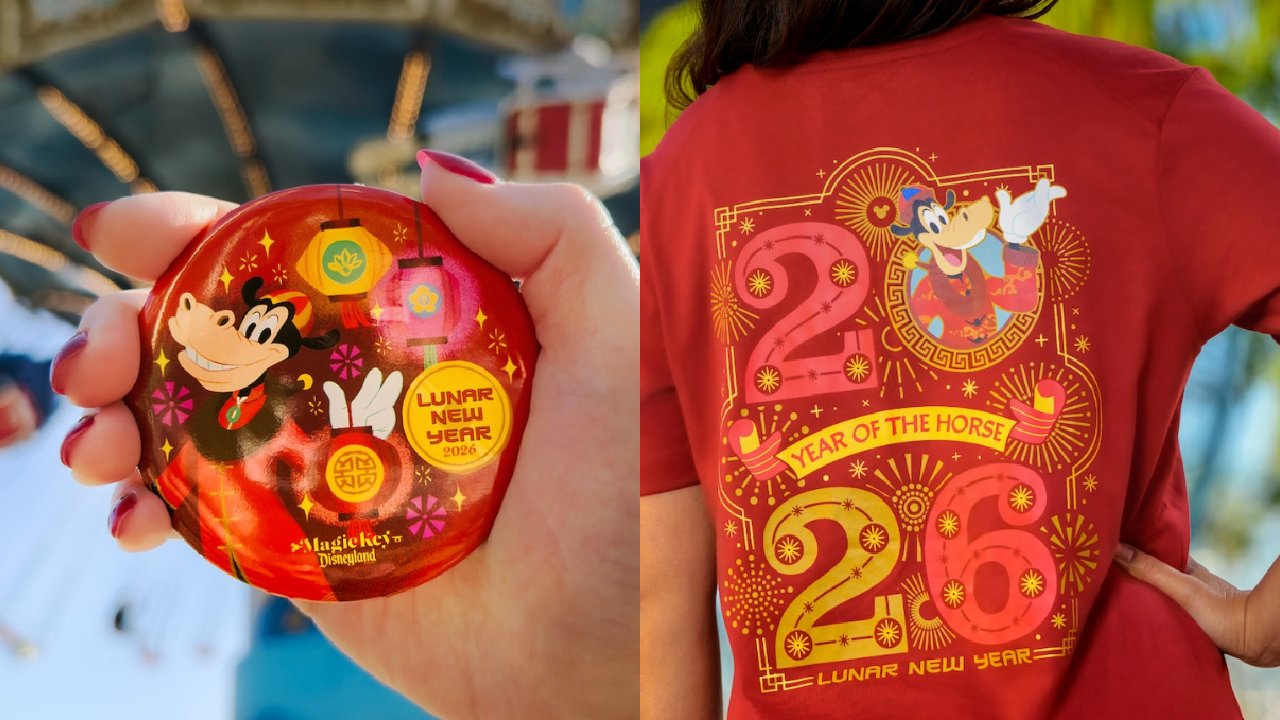 LUNAR
NEW
YEAR
2026
MagicKey
Disneyland
20
YEAR OF THE HORSE
26
LUNAR NEW YEAR